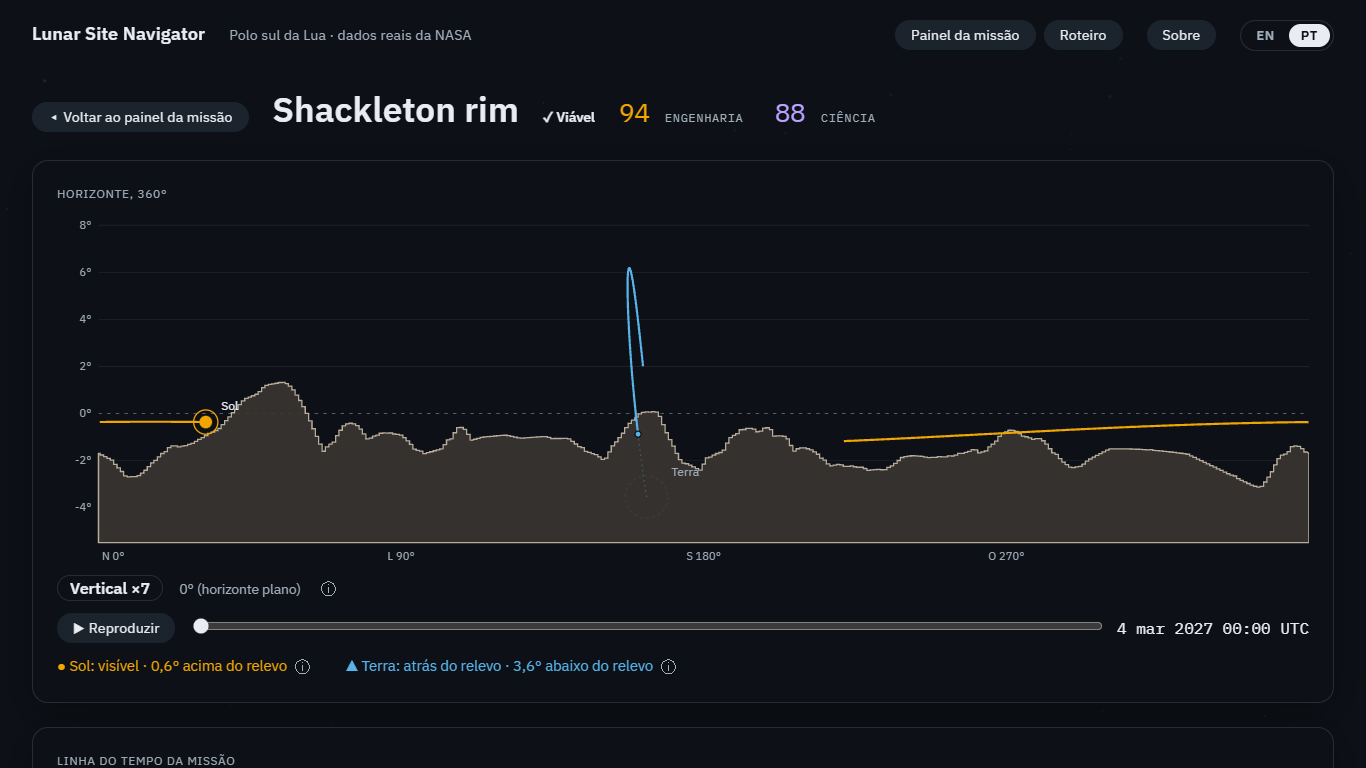 Lunar Site Navigator
Polo sul da Lua · dados reais da NASA
Painel da missão
Roteiro
Sobre
EN
PT
Voltar ao painel da missão
Shackleton rim
✓ Viável
94 ENGENHARIA
88 CIÊNCIA
HORIZONTE, 360°
8°
6°
4°
2°
0°
-2°
-4°
Sol
Terra
N 0°
L 90°
S 180°
O 270°
Vertical ×7
0° (horizonte plano)
Reproduzir
4 mar 2027 00:00 UTC
Sol: visível · 0,6° acima do relevo
Terra: atrás do relevo · 3,6° abaixo do relevo
LINHA DO TEMPO DA MISSÃO